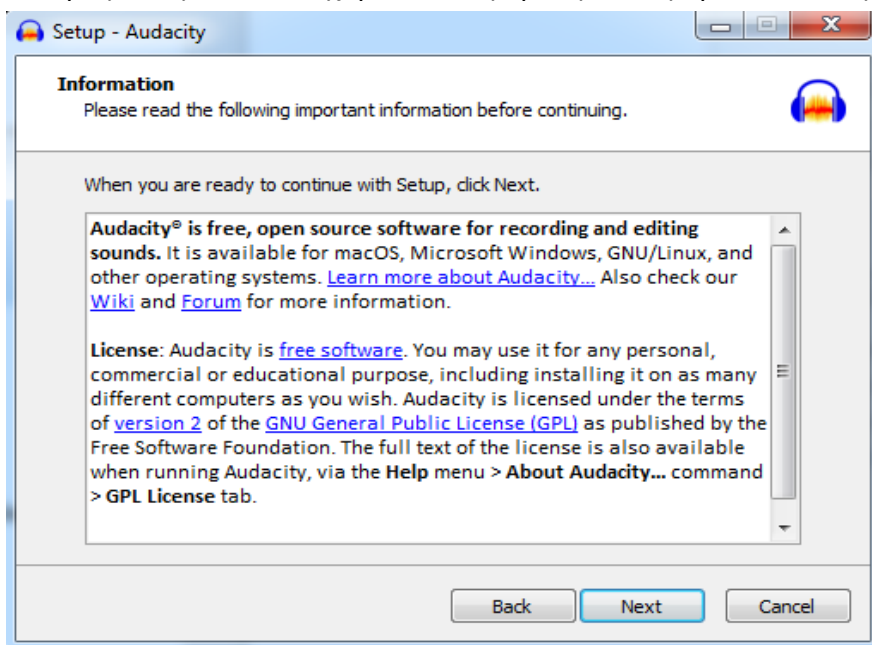 Setup - Audacity
Information
Please read the following important information before continuing.
When you are ready to continue with Setup, click Next.
Audacity® is free, open source software for recording and editing
sounds. It is available for macOS, Microsoft Windows, GNU/Linux, and
other operating systems. Learn more about Audacity... Also check our
Wiki and Forum for more information.
License: Audacity is free software. You may use it for any personal,
commercial or educational purpose, including installing it on as many
different computers as you wish. Audacity is licensed under the terms
of version 2 of the GNU General Public License (GPL) as published by the
Free Software Foundation. The full text of the license is also available
when running Audacity, via the Help menu > About Audacity... command
> GPL License tab.
Back Next Cancel